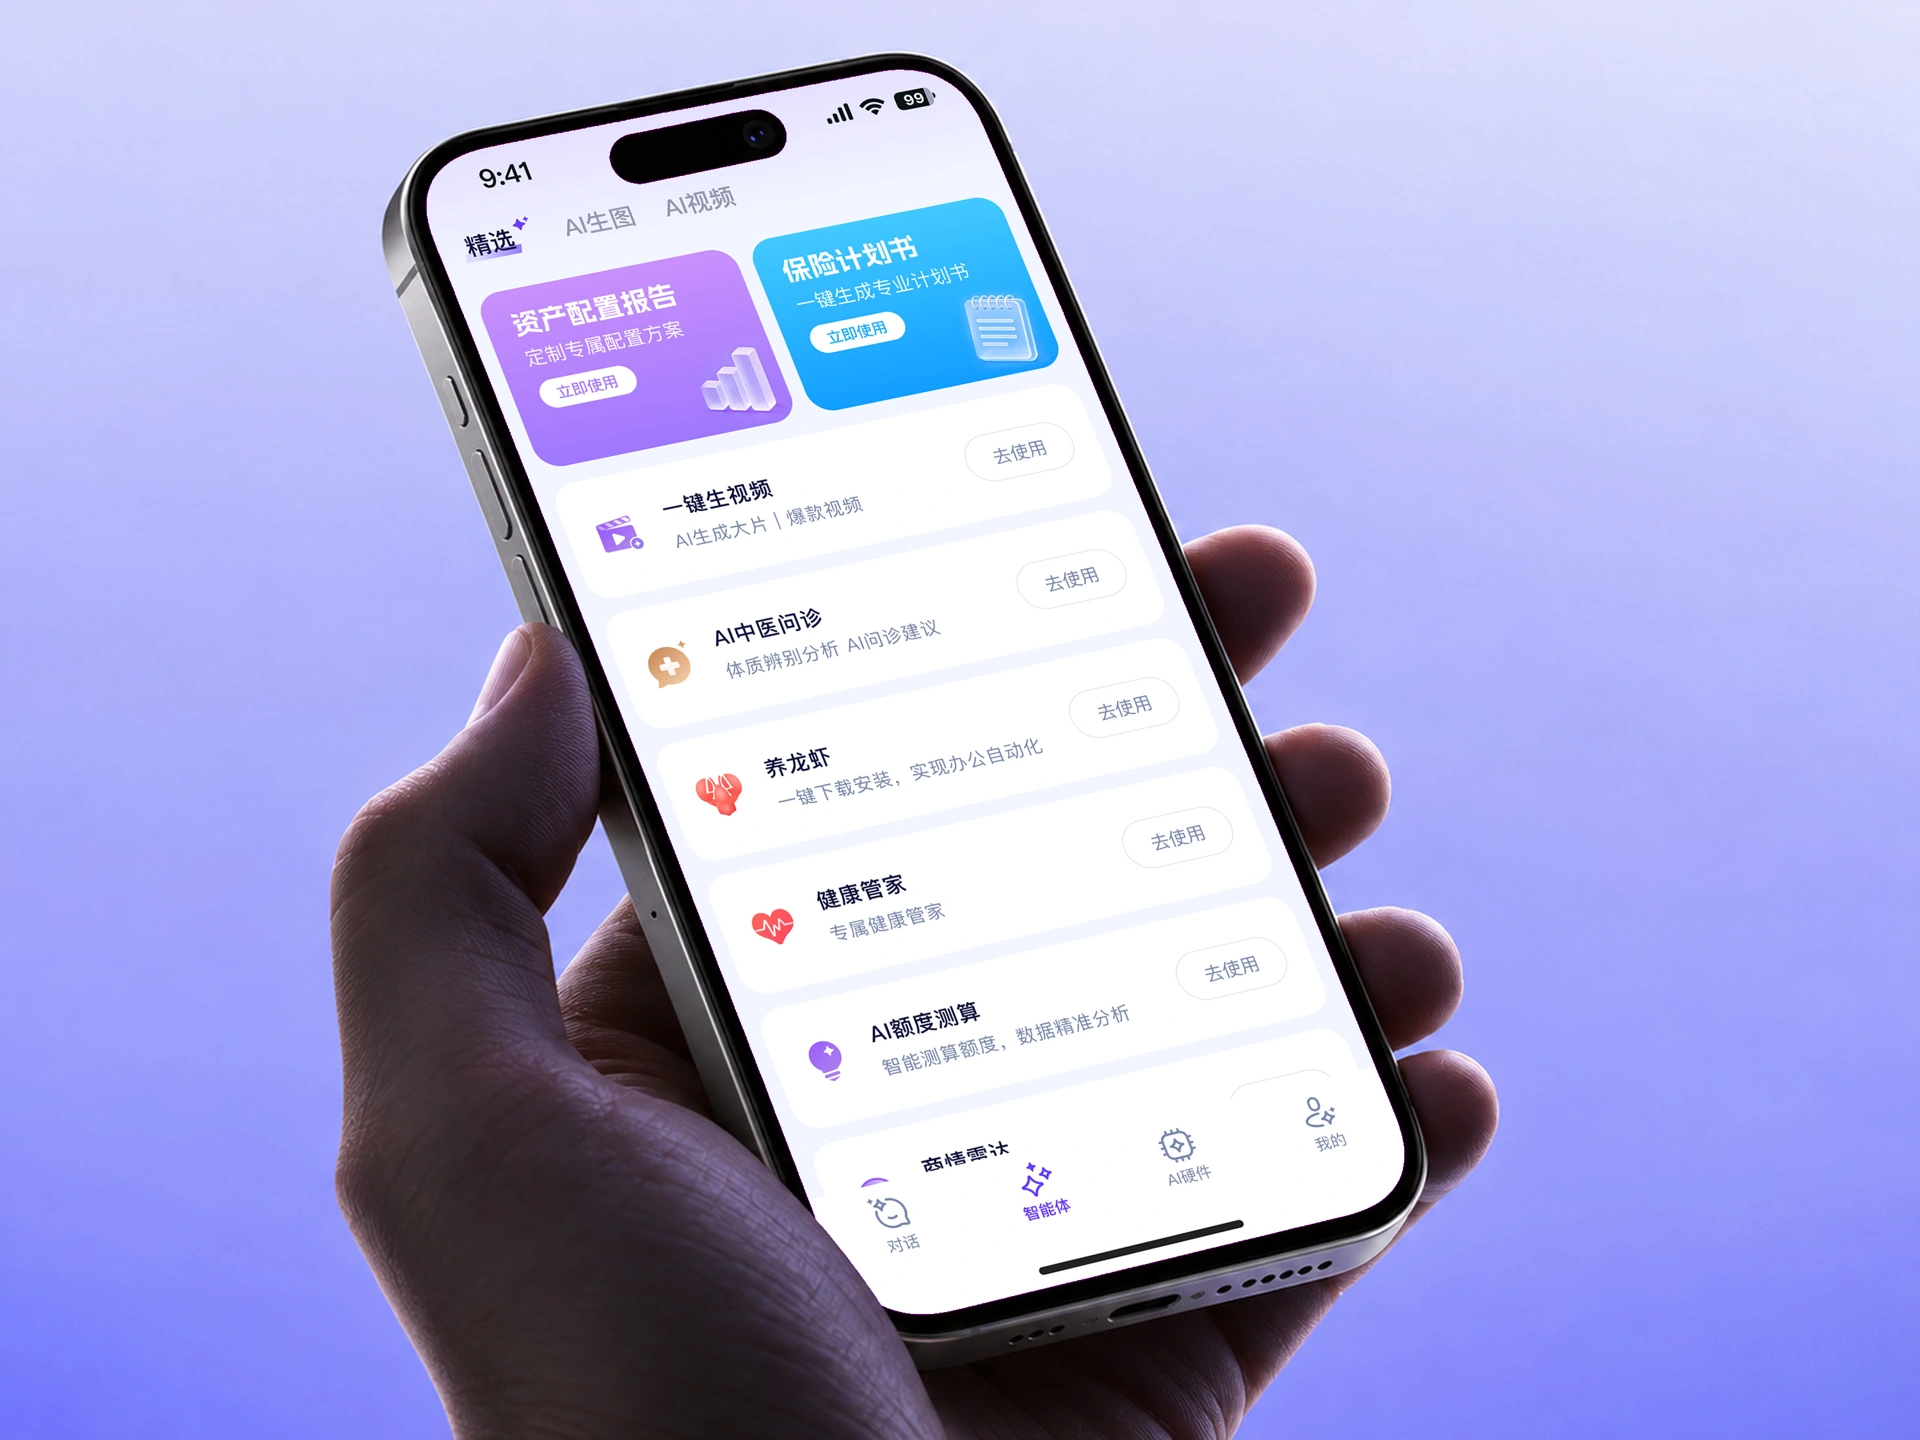 9:41
99
精选
AI生图
AI视频
资产配置报告
定制专属配置方案
立即使用
保险计划书
一键生成专业计划书
立即使用
一键生视频
AI生成大片 | 爆款视频
去使用
AI中医问诊
体质辨别分析 AI问诊建议
去使用
养龙虾
一键下载安装，实现办公自动化
去使用
健康管家
专属健康管家
去使用
AI额度测算
智能测算额度，数据精准分析
去使用
商情雷达
对话
智能体
AI硬件
我的